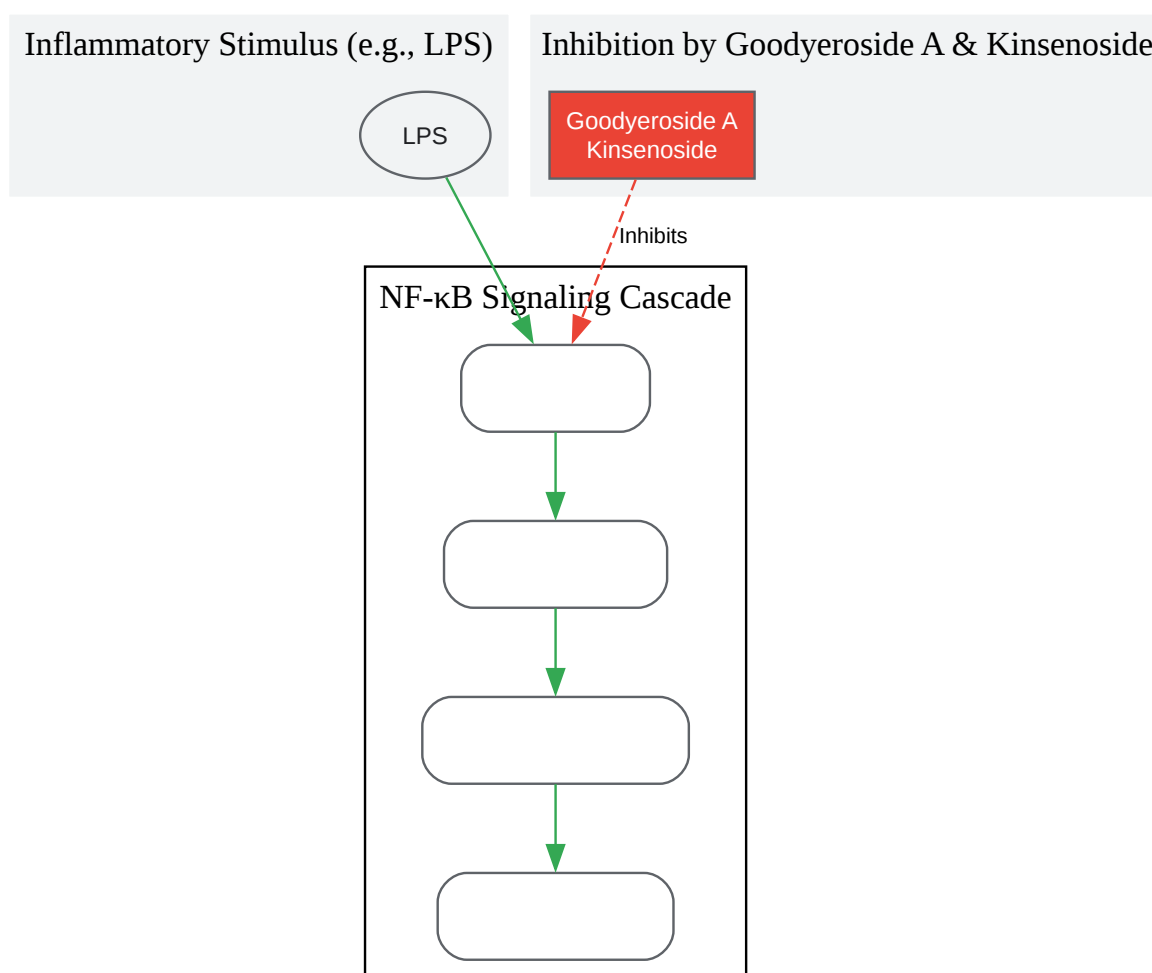 Inflammatory Stimulus (e.g., LPS)
Inhibition by Goodyeroside A & Kinsenoside
LPS
Goodyeroside A
Kinsenoside
Inhibits
NF-κB Signaling Cascade